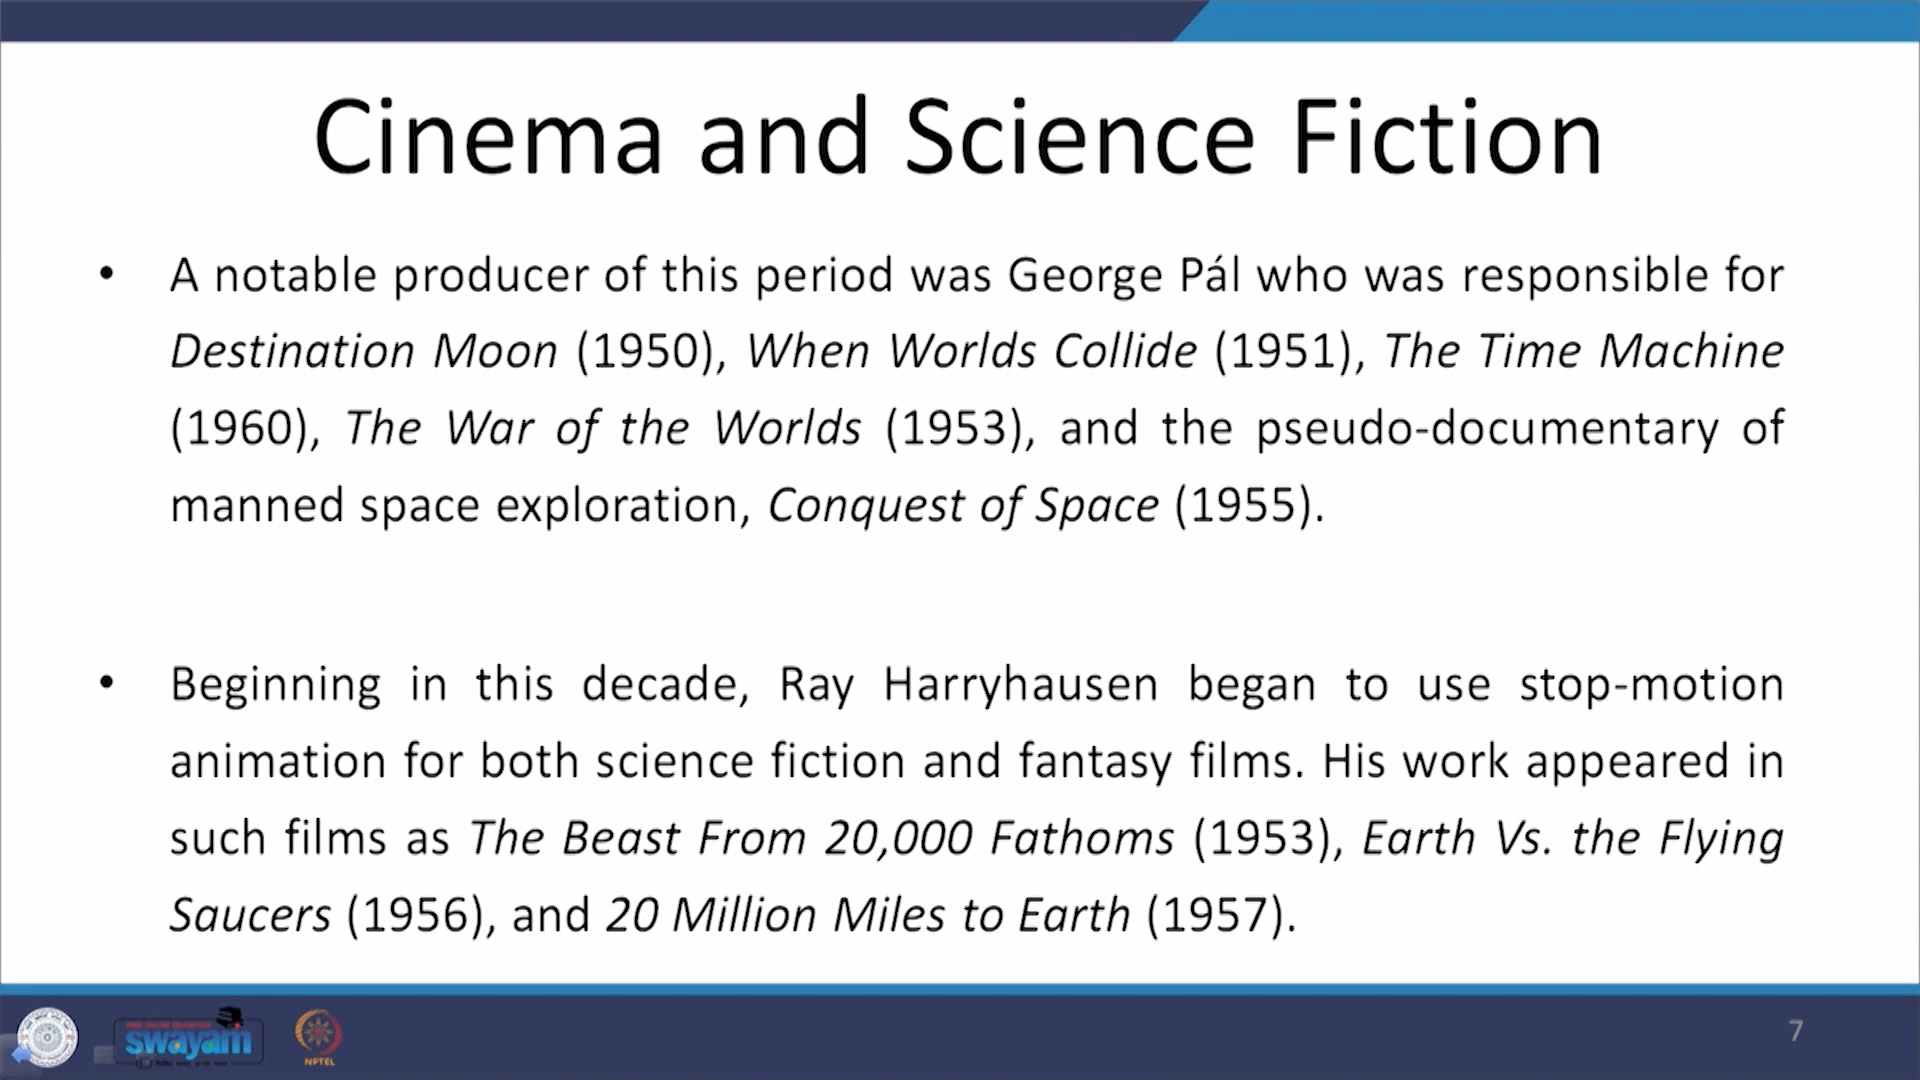 Cinema and Science Fiction
• A notable producer of this period was George Pál who was responsible for
Destination Moon (1950), When Worlds Collide (1951), The Time Machine
(1960), The War of the Worlds (1953), and the pseudo-documentary of
manned space exploration, Conquest of Space (1955).
• Beginning in this decade, Ray Harryhausen began to use stop-motion
animation for both science fiction and fantasy films. His work appeared in
such films as The Beast From 20,000 Fathoms (1953), Earth Vs. the Flying
Saucers (1956), and 20 Million Miles to Earth (1957).
swayam
NPTEL
7